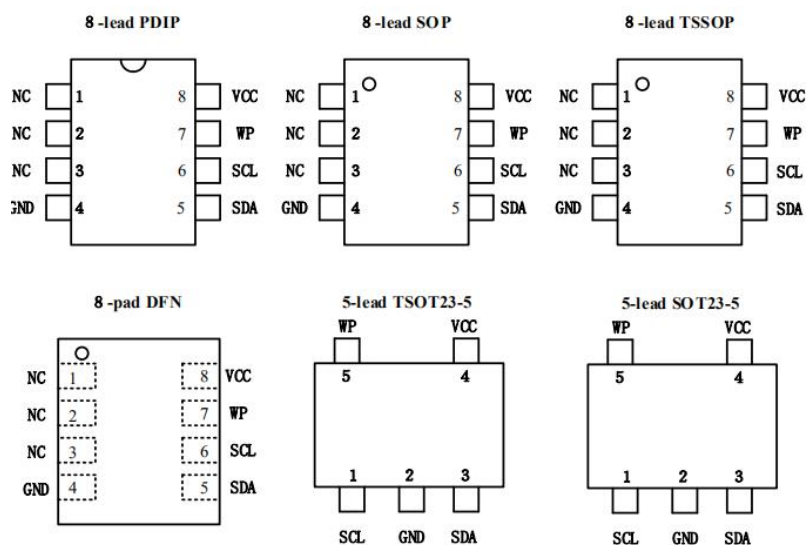 8 -lead PDIP 8 -lead SOP 8 -lead TSSOP
NC 1 8 VCC NC 1 8 VCC NC 1 8 VCC
NC 2 7 WP NC 2 7 WP NC 2 7 WP
NC 3 6 SCL NC 3 6 SCL NC 3 6 SCL
GND 4 5 SDA GND 4 5 SDA GND 4 5 SDA
8 -pad DFN 5-lead TSOT23-5 5-lead SOT23-5
WP VCC WP VCC
NC 1 8 VCC 5 4 5 4
NC 2 7 WP
NC 3 6 SCL
GND 4 5 SDA 1 2 3 1 2 3
SCL GND SDA SCL GND SDA